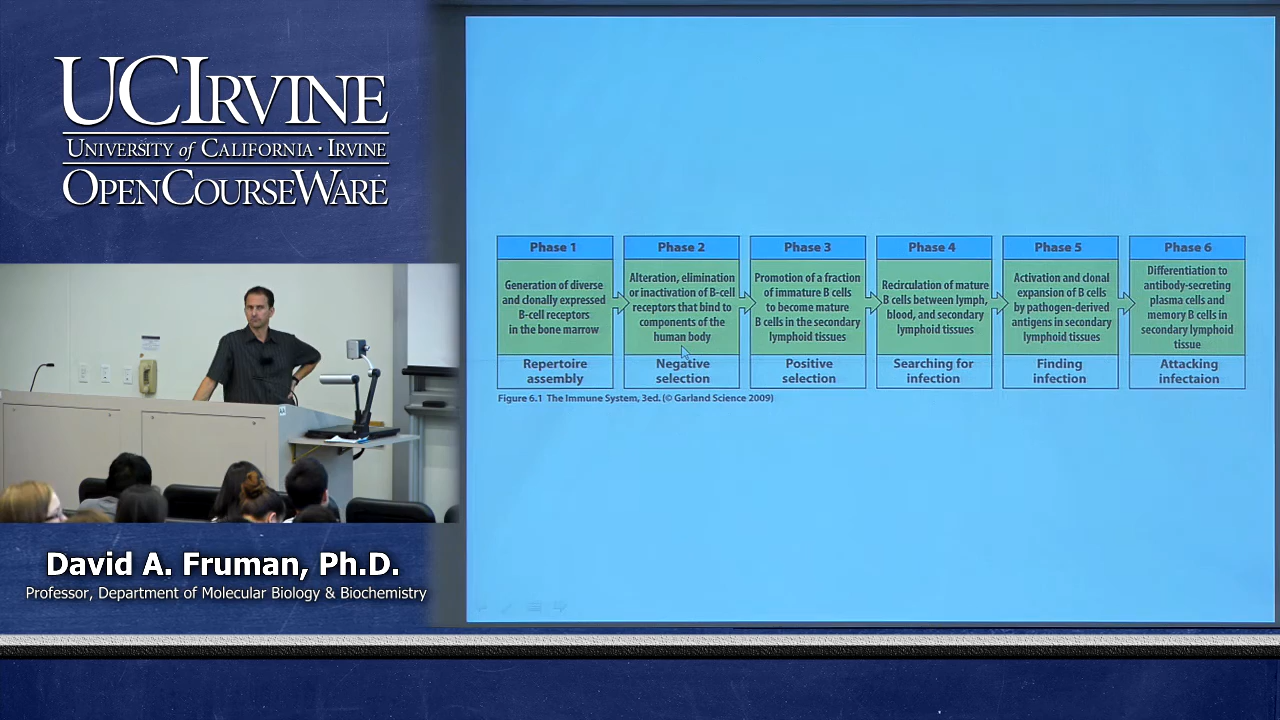 UCIRVINE
UNIVERSITY of CALIFORNIA · IRVINE
OPENCOURSEWARE
David A. Fruman, Ph.D.
Professor, Department of Molecular Biology & Biochemistry
Phase 1
Generation of diverse
and clonally expressed
B-cell receptors
in the bone marrow
Repertoire
assembly
Phase 2
Alteration, elimination
or inactivation of B-cell
receptors that bind to
components of the
human body
Negative
selection
Phase 3
Promotion of a fraction
of immature B cells
to become mature
B cells in the secondary
lymphoid tissues
Positive
selection
Phase 4
Recirculation of mature
B cells between lymph,
blood, and secondary
lymphoid tissues
Searching for
infection
Phase 5
Activation and clonal
expansion of B cells
by pathogen-derived
antigens in secondary
lymphoid tissues
Finding
infection
Phase 6
Differentiation to
antibody-secreting
plasma cells and
memory B cells in
secondary lymphoid
tissue
Attacking
infectaion
Figure 6.1 The Immune System, 3ed. (© Garland Science 2009)